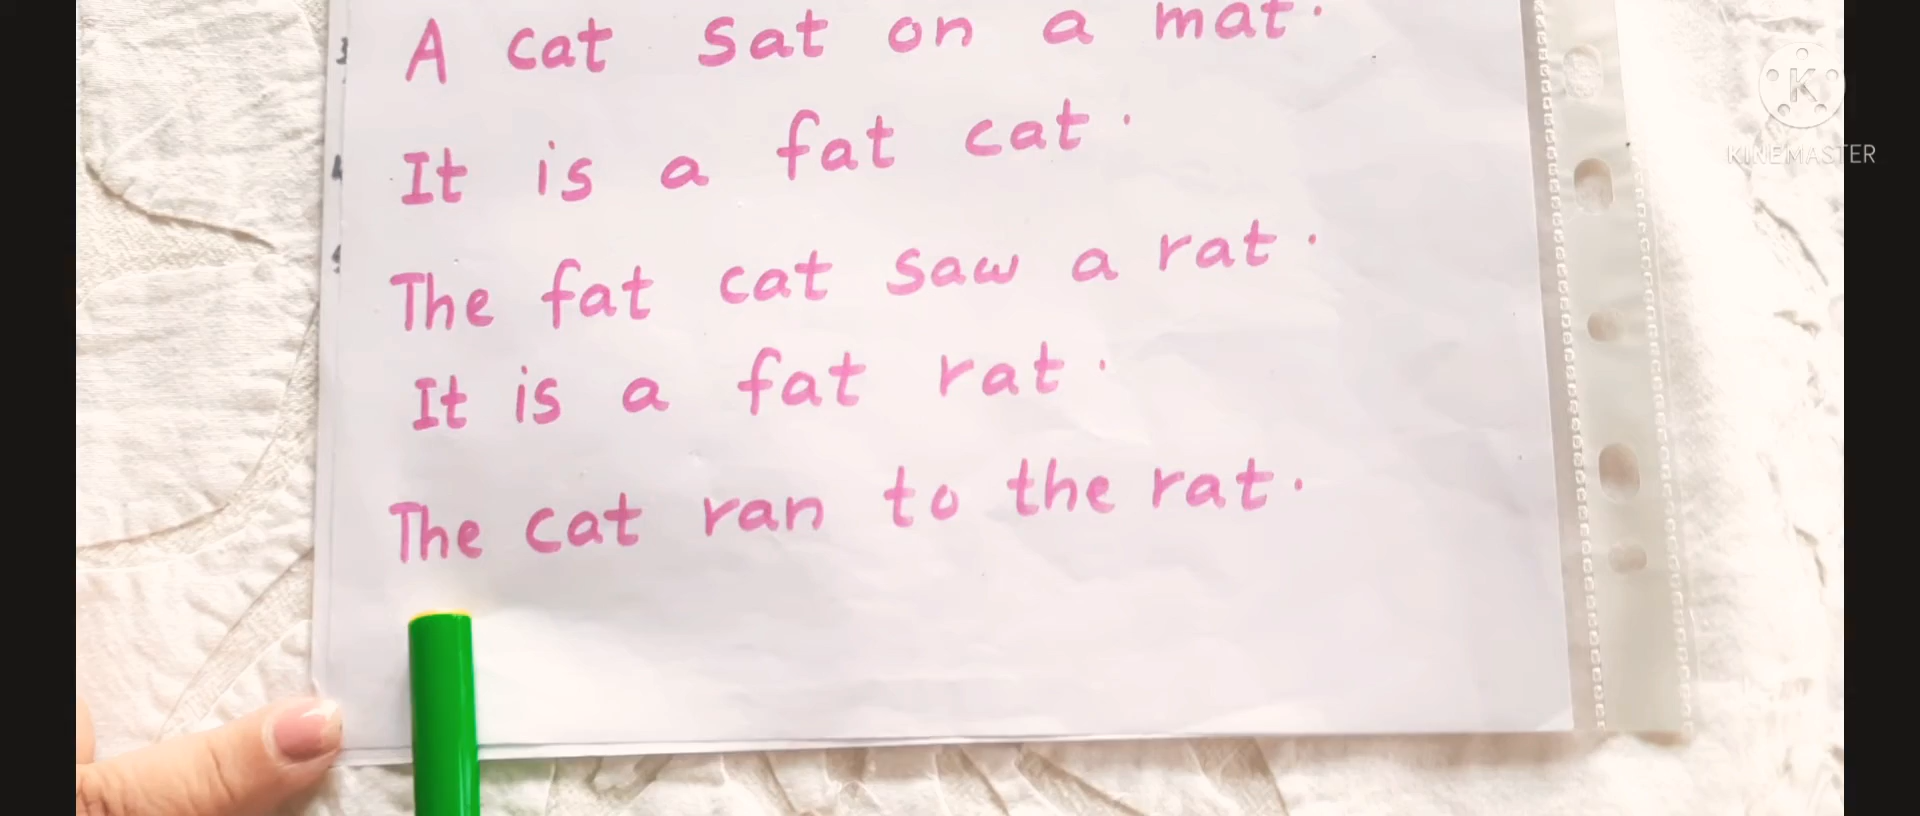 A cat sat on a mat.
It is a fat cat.
The fat cat saw a rat.
It is a fat rat.
The cat ran to the rat.
K
KINEMASTER